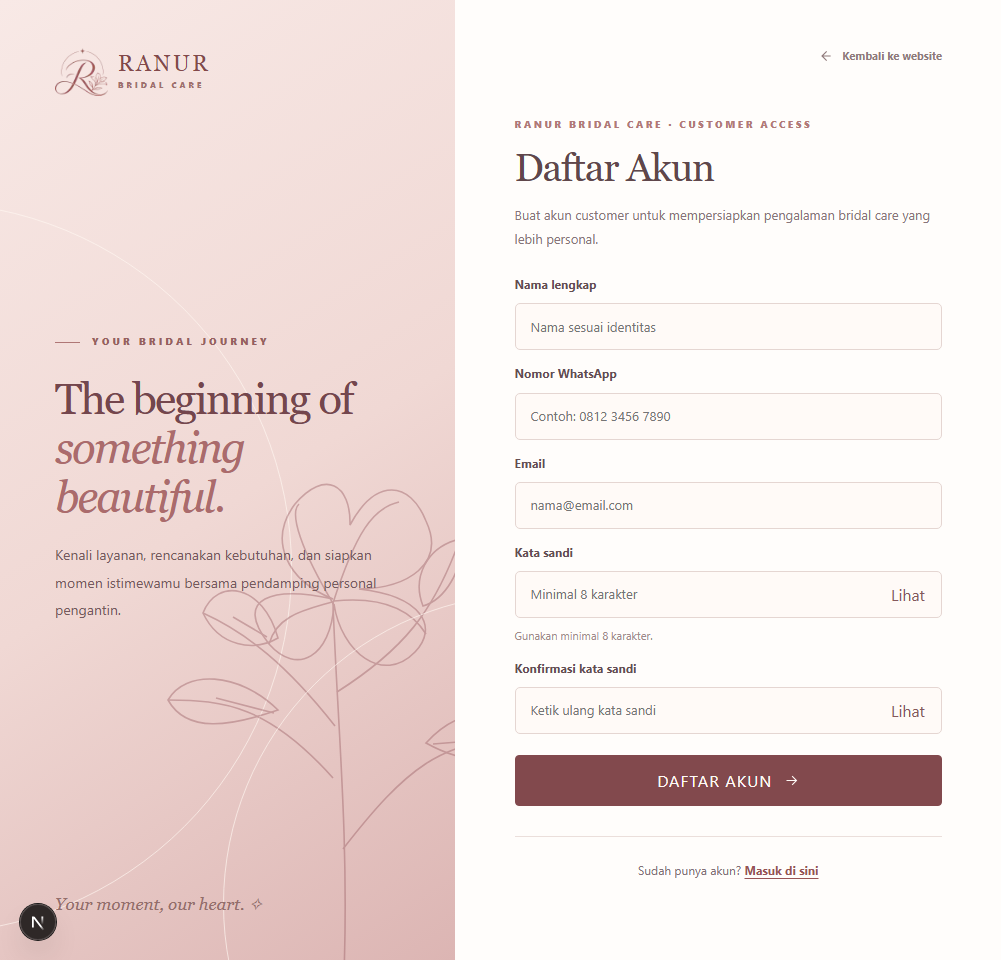 RANUR
BRIDAL CARE
YOUR BRIDAL JOURNEY
The beginning of
something
beautiful.
Kenali layanan, rencanakan kebutuhan, dan siapkan
momen istimewamu bersama pendamping personal
pengantin.
Your moment, our heart.
N
Kembali ke website
RANUR BRIDAL CARE · CUSTOMER ACCESS
Daftar Akun
Buat akun customer untuk mempersiapkan pengalaman bridal care yang
lebih personal.
Nama lengkap
Nama sesuai identitas
Nomor WhatsApp
Contoh: 0812 3456 7890
Email
nama@email.com
Kata sandi
Minimal 8 karakter Lihat
Gunakan minimal 8 karakter.
Konfirmasi kata sandi
Ketik ulang kata sandi Lihat
DAFTAR AKUN →
Sudah punya akun? Masuk di sini